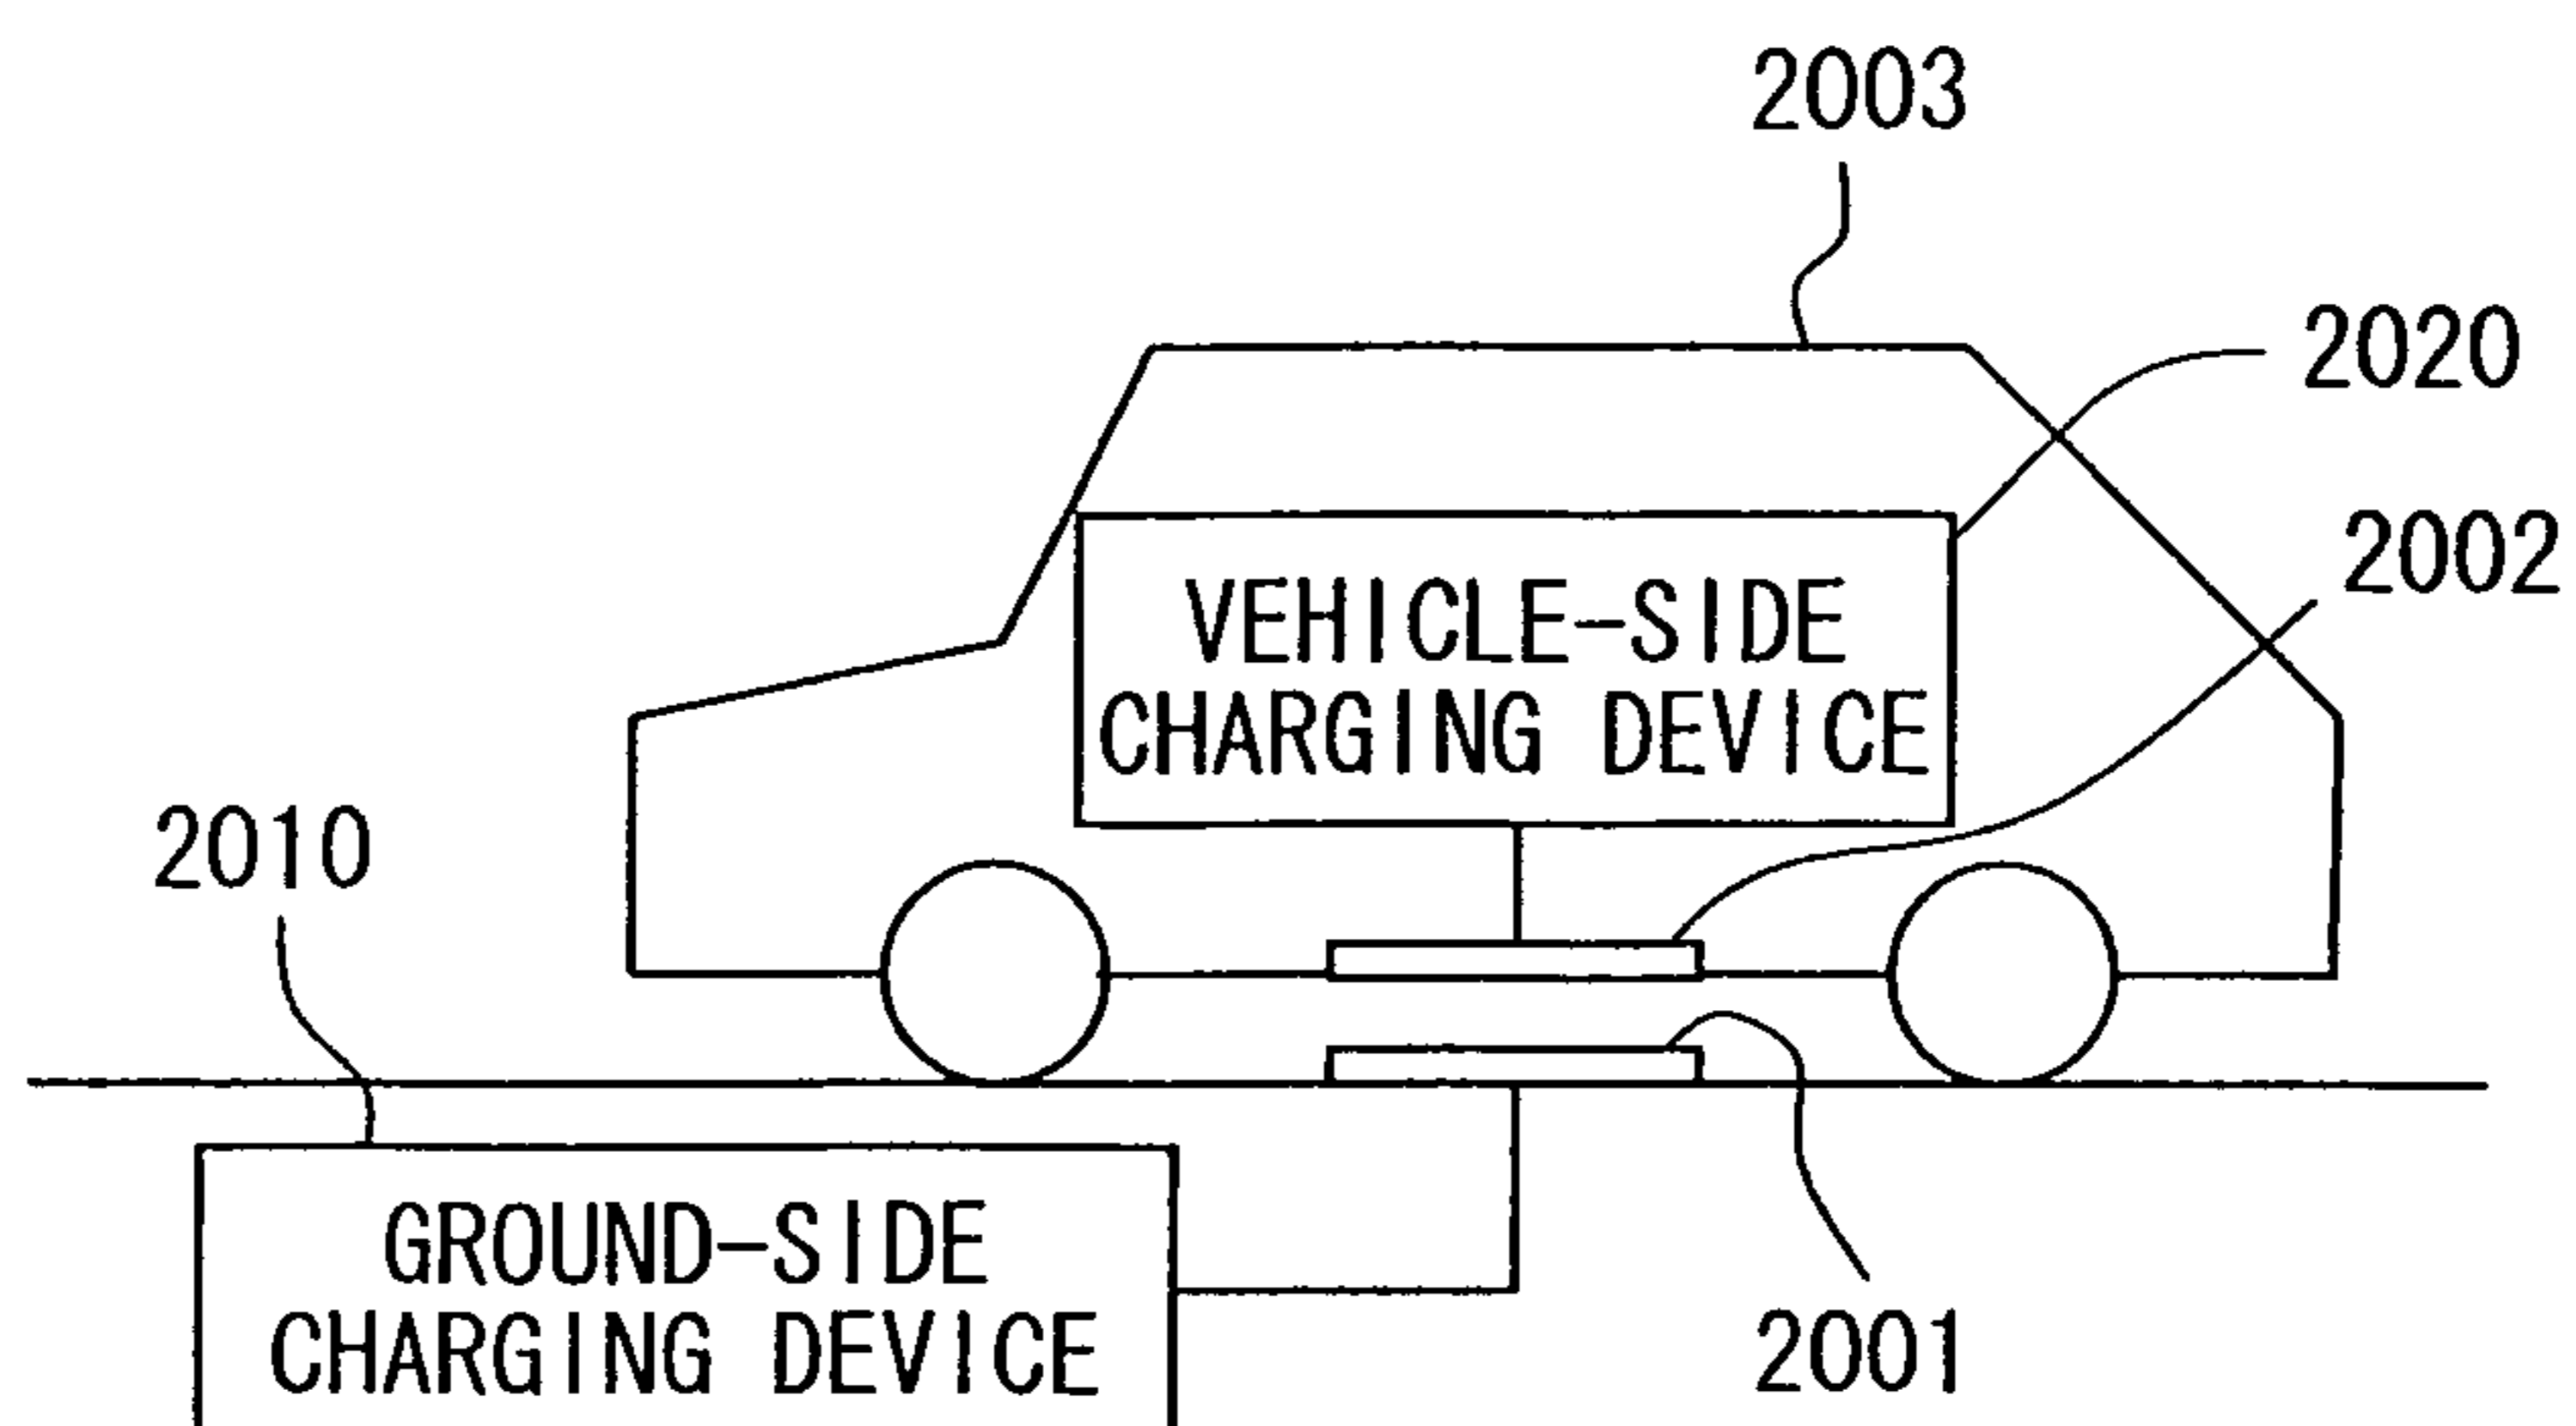 2003
2020
2002
VEHICLE-SIDE
CHARGING DEVICE
2010
GROUND-SIDE
CHARGING DEVICE
2001